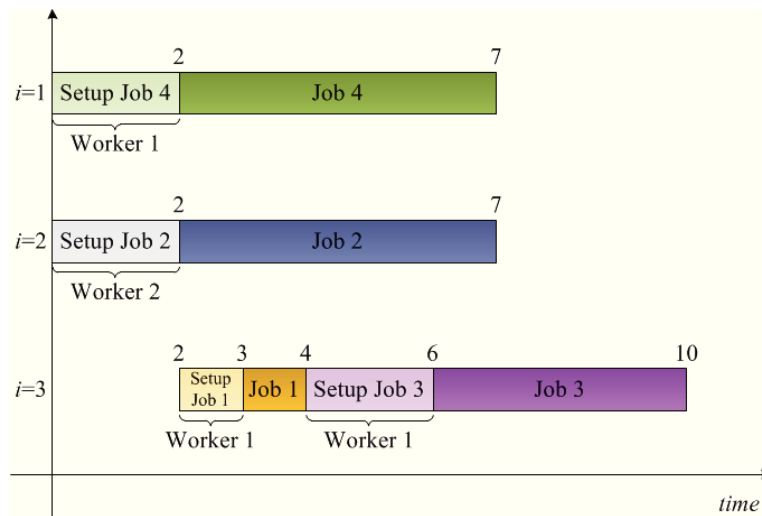 2 7
i=1 Setup Job 4 Job 4
Worker 1
2 7
i=2 Setup Job 2 Job 2
Worker 2
2 3 4 6 10
i=3 Setup Job 1 Job 1 Setup Job 3 Job 3
Worker 1 Worker 1
time